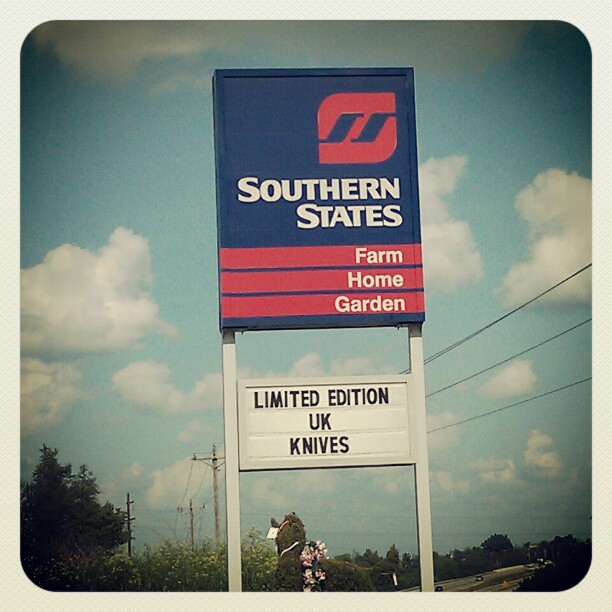 SOUTHERN
STATES
Farm
Home
Garden
LIMITED EDITION
UK
KNIVES